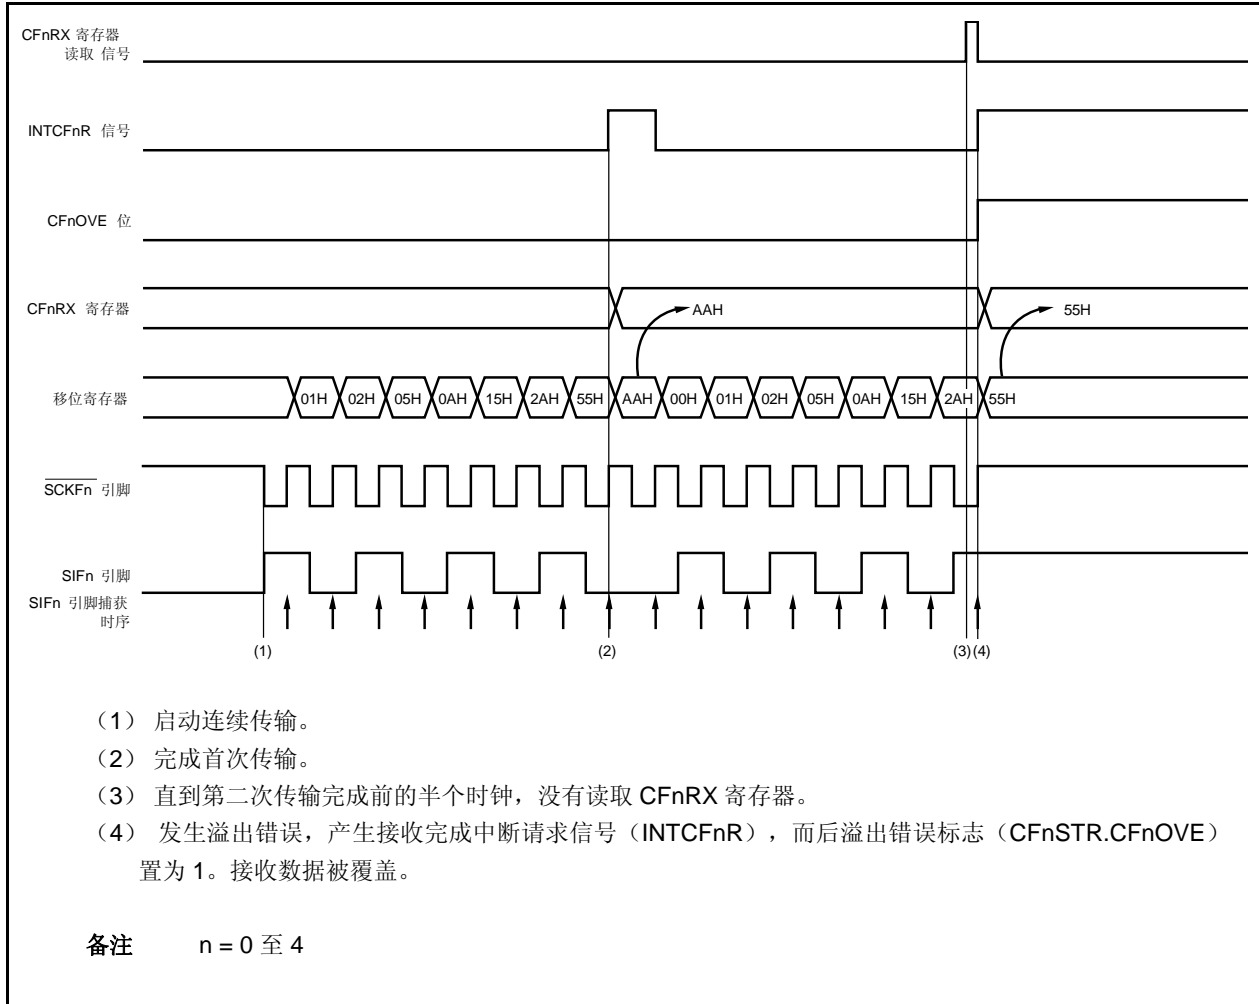 CFnRX 寄存器
读取 信号
INTCFnR 信号
CFnOVE 位
CFnRX 寄存器
AAH
55H
移位寄存器
01H 02H 05H 0AH 15H 2AH 55H AAH 00H 01H 02H 05H 0AH 15H 2AH 55H
SCKFn 引脚
SIFn 引脚
SIFn 引脚捕获
时序
(1) (2) (3) (4)
（1） 启动连续传输。
（2） 完成首次传输。
（3） 直到第二次传输完成前的半个时钟，没有读取 CFnRX 寄存器。
（4） 发生溢出错误，产生接收完成中断请求信号（INTCFnR），而后溢出错误标志（CFnSTR.CFnOVE）
置为 1。接收数据被覆盖。
备注 n = 0 至 4